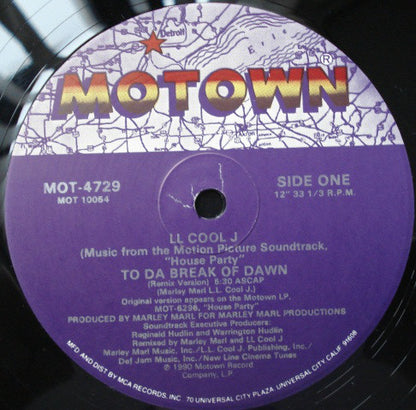 Detroit
ERIE
MOTOWN®
MOT-4729
MOT 10054
SIDE ONE
12" 33 1/3 R.P.M.
LL COOL J
(Music from the Motion Picture Soundtrack,
"House Party")
TO DA BREAK OF DAWN
(Remix Version) 5:30 ASCAP
(Marley Marl L.L. Cool J.)
Original version appears on the Motown LP.
MOT-6296, "House Party"
PRODUCED BY MARLEY MARL FOR MARLEY MARL PRODUCTIONS
Soundtrack Executive Producers:
Reginald Hudlin and Warrington Hudlin
Remixed by Marley Marl and LL Cool J
Marley Marl Music, Inc./L.L. Cool J. Publishing, Inc./
Def Jam Music, Inc./New Line Cinema Tunes
℗ 1990 Motown Record
Company, L.P.
MFD AND DIST BY MCA RECORDS, INC. 70 UNIVERSAL CITY PLAZA, UNIVERSAL CITY, CALIF. 91608